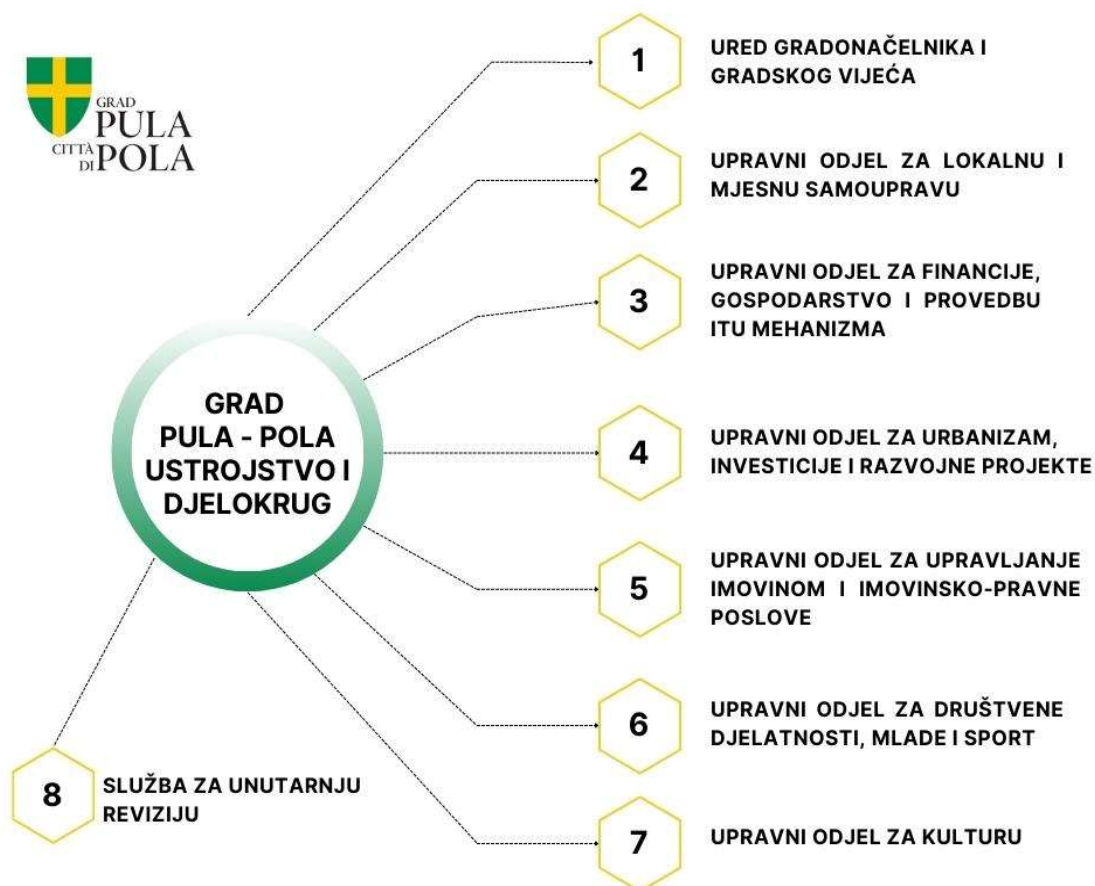 GRAD
PULA
CITTÀ
DI POLA
1
URED GRADONAČELNIKA I
GRADSKOG VIJEĆA
2
UPRAVNI ODJEL ZA LOKALNU I
MJESNU SAMOUPRAVU
3
UPRAVNI ODJEL ZA FINANCIJE,
GOSPODARSTVO I PROVEDBU
ITU MEHANIZMA
GRAD
PULA - POLA
USTROJSTVO I
DJELOKRUG
4
UPRAVNI ODJEL ZA URBANIZAM,
INVESTICIJE I RAZVOJNE PROJEKTE
5
UPRAVNI ODJEL ZA UPRAVLJANJE
IMOVINOM I IMOVINSKO-PRAVNE
POSLOVE
6
UPRAVNI ODJEL ZA DRUŠTVENE
DJELATNOSTI, MLADE I SPORT
7
UPRAVNI ODJEL ZA KULTURU
8
SLUŽBA ZA UNUTARNJU
REVIZIJU